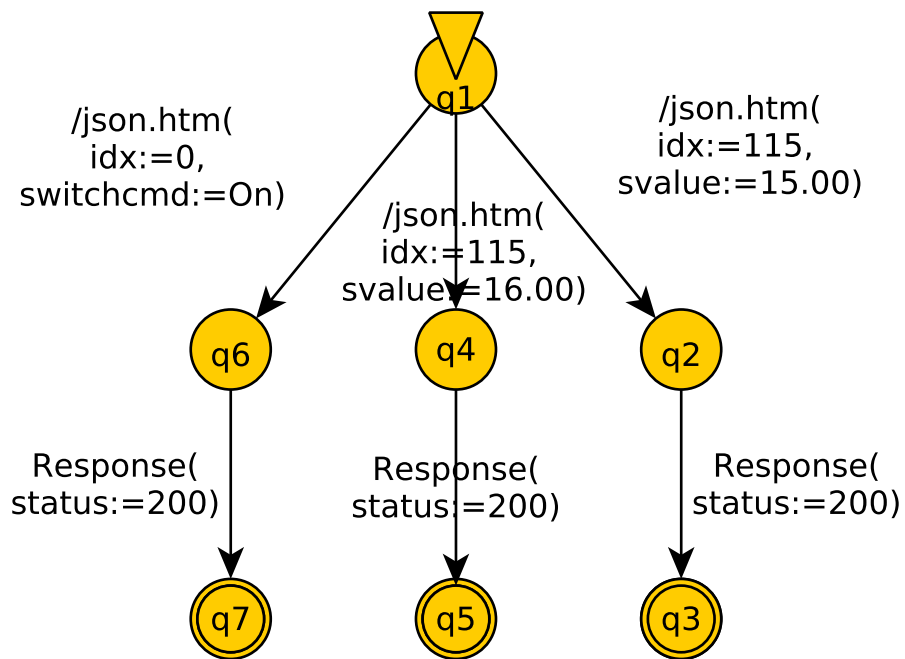 q1
/json.htm(
idx:=0,
switchcmd:=On)
/json.htm(
idx:=115,
svalue:=16.00)
/json.htm(
idx:=115,
svalue:=15.00)
q6
q4
q2
Response(
status:=200)
Response(
status:=200)
Response(
status:=200)
q7
q5
q3